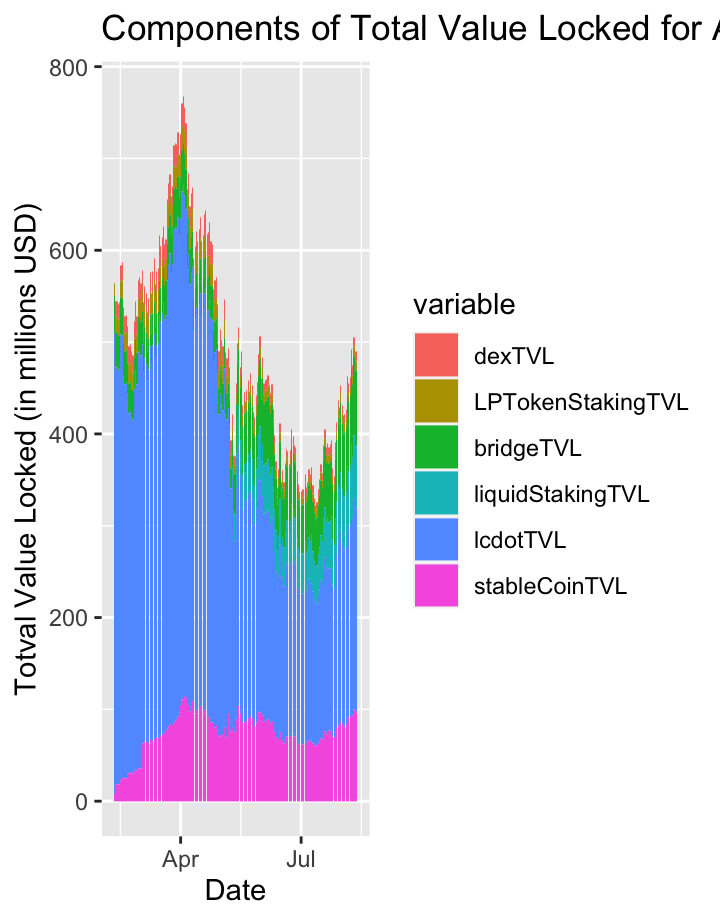 Components of Total Value Locked for A
800
600
400
200
0
Totval Value Locked (in millions USD)
Apr
Jul
Date
variable
dexTVL
LPTokenStakingTVL
bridgeTVL
liquidStakingTVL
lcdotTVL
stableCoinTVL